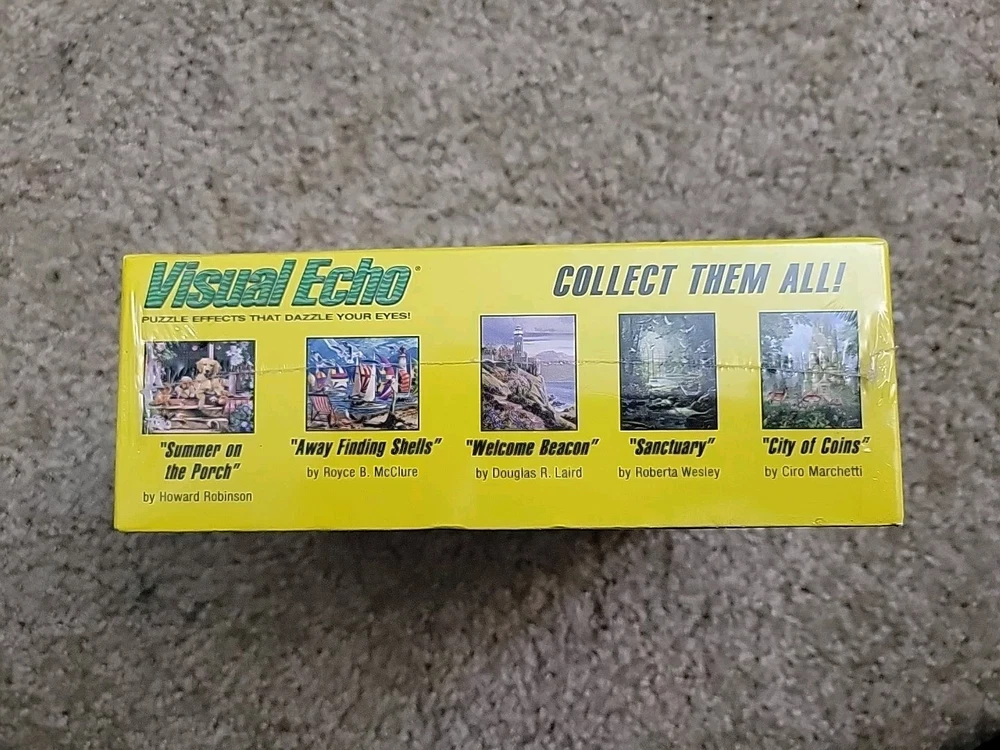 Visual Echo®
PUZZLE EFFECTS THAT DAZZLE YOUR EYES!
COLLECT THEM ALL!
"Summer on
the Porch"
by Howard Robinson
"Away Finding Shells"
by Royce B. McClure
"Welcome Beacon"
by Douglas R. Laird
"Sanctuary"
by Roberta Wesley
"City of Coins"
by Ciro Marchetti